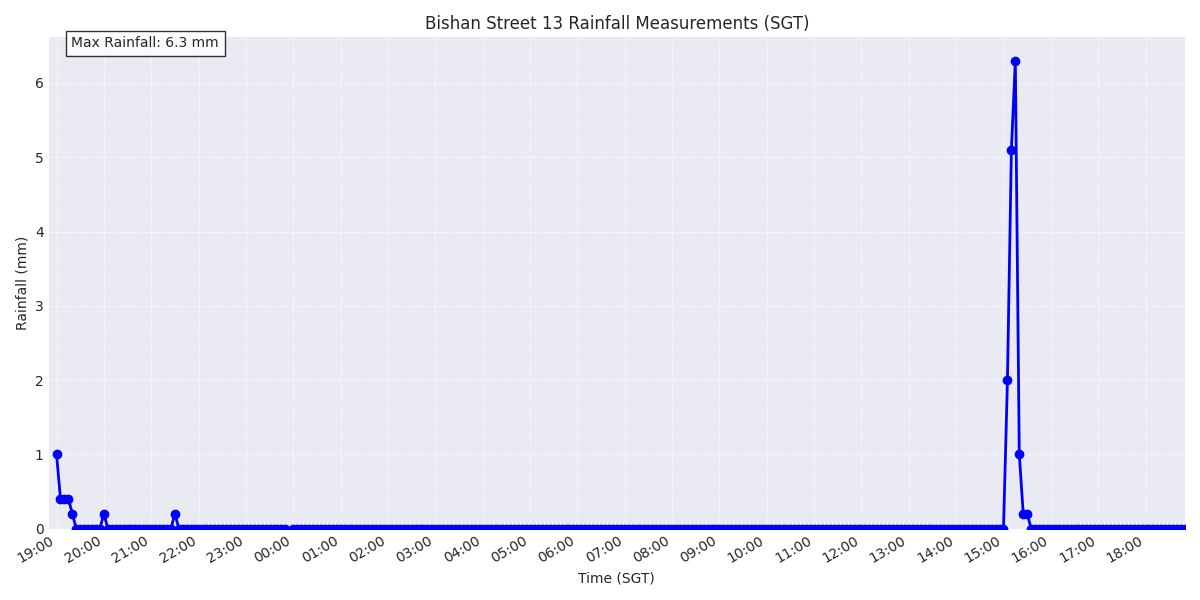 Bishan Street 13 Rainfall Measurements (SGT)
Max Rainfall: 6.3 mm
Rainfall (mm)
6
5
4
3
2
1
0
19:00 20:00 21:00 22:00 23:00 00:00 01:00 02:00 03:00 04:00 05:00 06:00 07:00 08:00 09:00 10:00 11:00 12:00 13:00 14:00 15:00 16:00 17:00 18:00
Time (SGT)